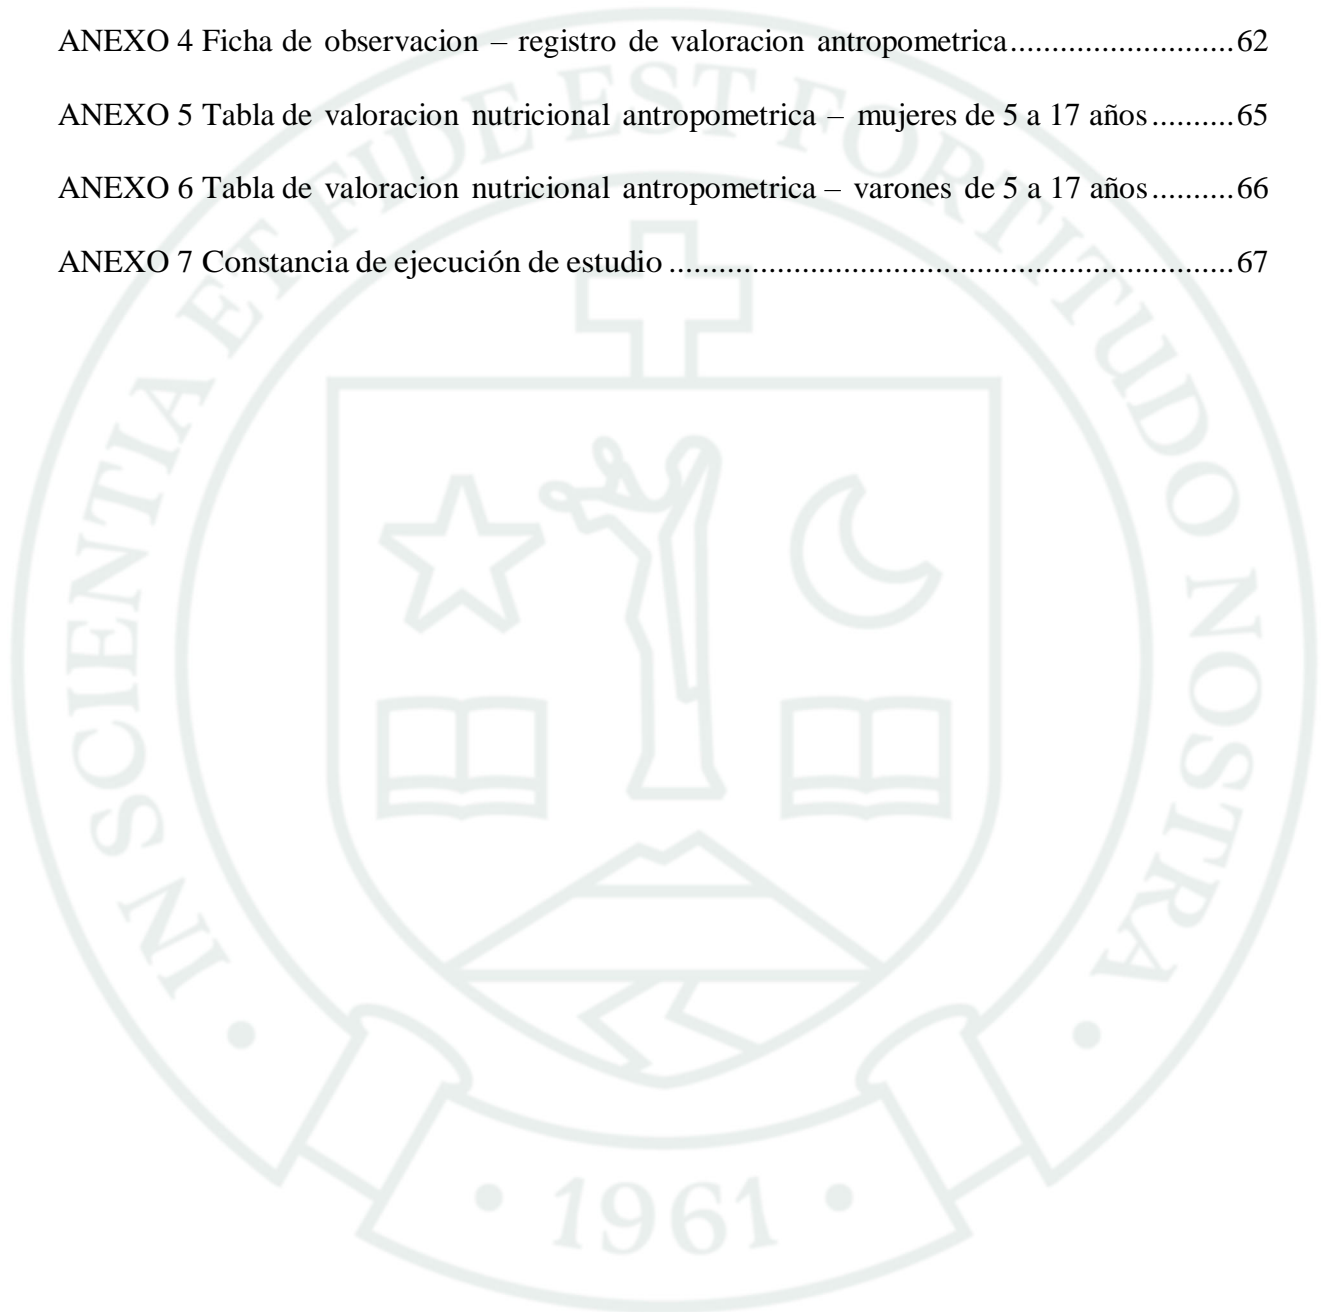 ANEXO 4 Ficha de observacion – registro de valoracion antropometrica...........................62
ANEXO 5 Tabla de valoracion nutricional antropometrica – mujeres de 5 a 17 años..........65
ANEXO 6 Tabla de valoracion nutricional antropometrica – varones de 5 a 17 años..........66
ANEXO 7 Constancia de ejecución de estudio....................................................................67
IN SCIENTIA ET FIDE EST FORTITUDO NOSTRA
• 1961 •